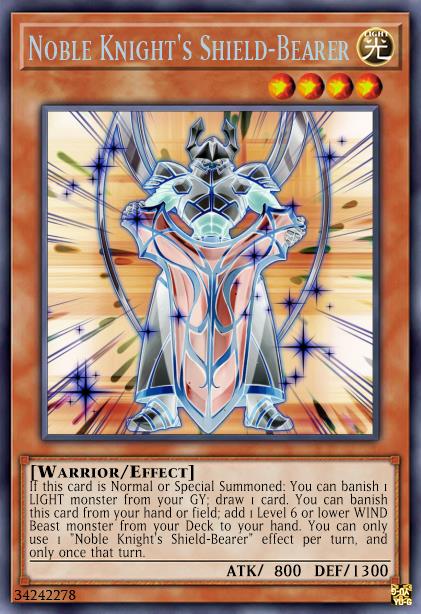 NOBLE KNIGHT'S SHIELD-BEARER
LIGHT
光
[WARRIOR/EFFECT]
If this card is Normal or Special Summoned: You can banish 1
LIGHT monster from your GY; draw 1 card. You can banish
this card from your hand or field; add 1 Level 6 or lower WIND
Beast monster from your Deck to your hand. You can only
use 1 "Noble Knight's Shield-Bearer" effect per turn, and
only once that turn.
ATK/ 800 DEF/1300
34242278